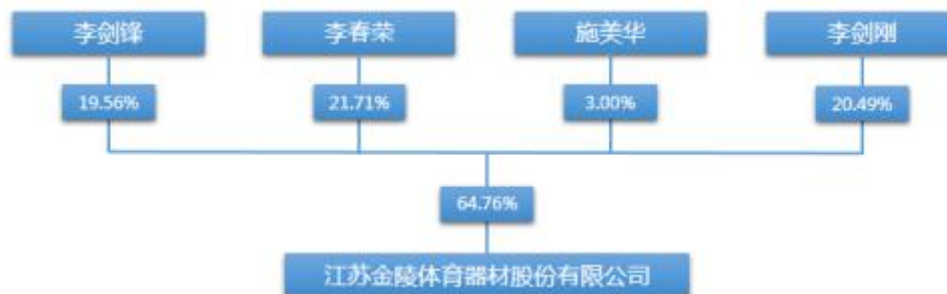 李剑锋
李春荣
施美华
李剑刚
19.56%
21.71%
3.00%
20.49%
64.76%
江苏金陵体育器材股份有限公司